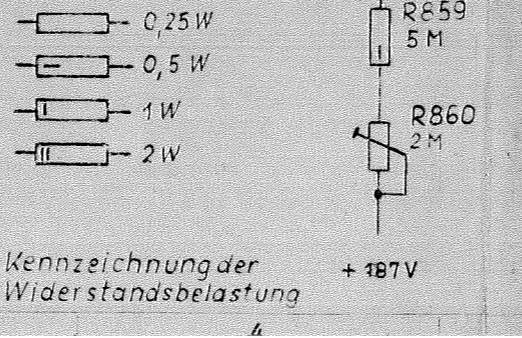 0,25 W
0,5 W
1 W
2 W
Kennzeichnung der
Widerstandsbelastung
R859
5 M
R860
2 M
+ 187V
4